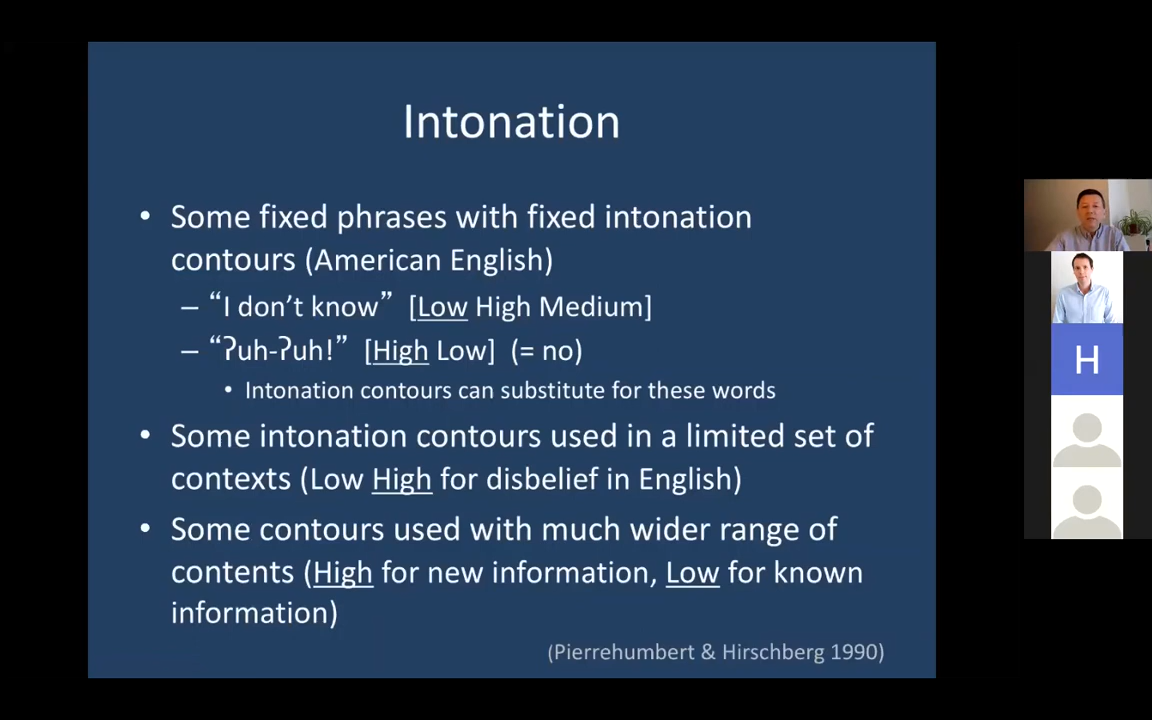 Intonation
• Some fixed phrases with fixed intonation
contours (American English)
– “I don’t know” [Low High Medium]
– “ʔuh-ʔuh!” [High Low] (= no)
• Intonation contours can substitute for these words
• Some intonation contours used in a limited set of
contexts (Low High for disbelief in English)
• Some contours used with much wider range of
contents (High for new information, Low for known
information)
(Pierrehumbert & Hirschberg 1990)
H